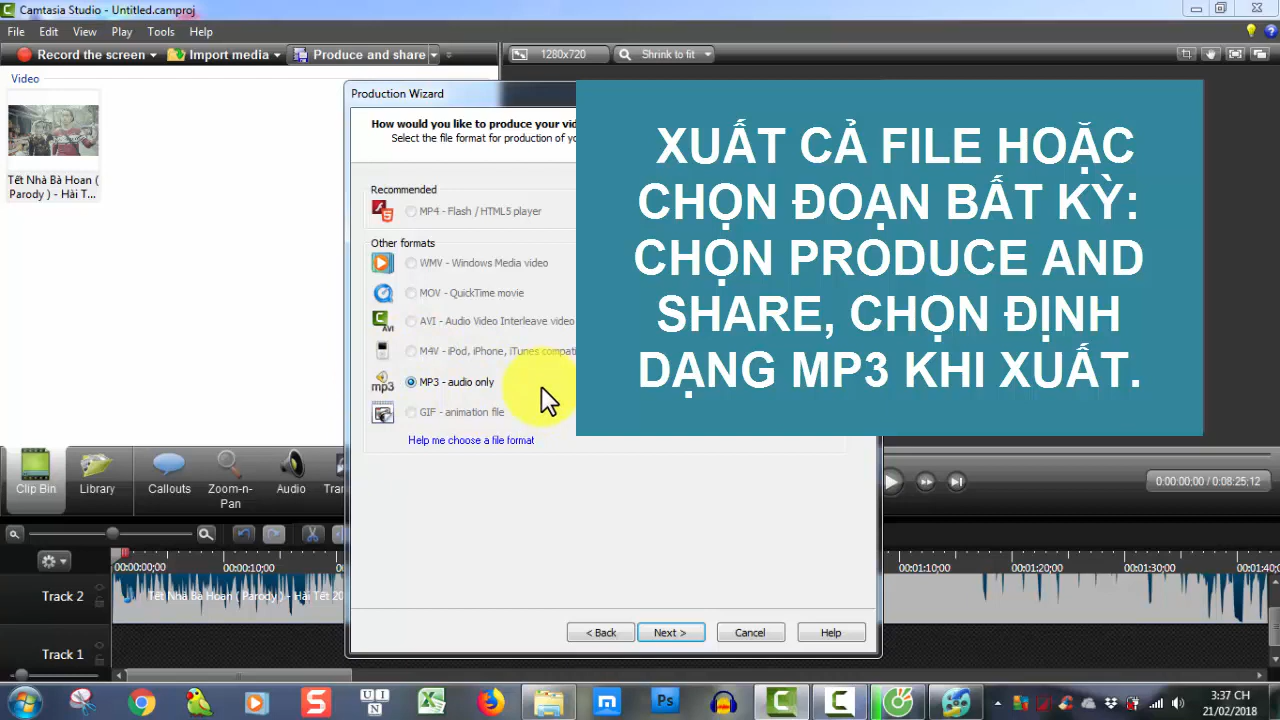 Camtasia Studio - Untitled.camproj
File Edit View Play Tools Help
Record the screen Import media Produce and share 1280x720 Shrink to fit
Video
Tết Nhà Bà Hoan (
Parody ) - Hài T...
Production Wizard
How would you like to produce your vid
Select the file format for production of yo
Recommended
MP4 - Flash / HTML5 player
Other formats
WMV - Windows Media video
MOV - QuickTime movie
AVI - Audio Video Interleave video
M4V - iPod, iPhone, iTunes compati
MP3 - audio only
GIF - animation file
Help me choose a file format
XUẤT CẢ FILE HOẶC
CHỌN ĐOẠN BẤT KỲ:
CHỌN PRODUCE AND
SHARE, CHỌN ĐỊNH
DẠNG MP3 KHI XUẤT.
Clip Bin Library Callouts Zoom-n-Pan Audio Tra
0:00:00;00 / 0:08:25;12
00:00:00;00 00:00:10;00 00:01:10;00 00:01:20;00 00:01:30;00 00:01:40;
Track 2 Tết Nhà Bà Hoan ( Parody ) - Hài Tết 20
Track 1
< Back Next > Cancel Help
3:37 CH
21/02/2018